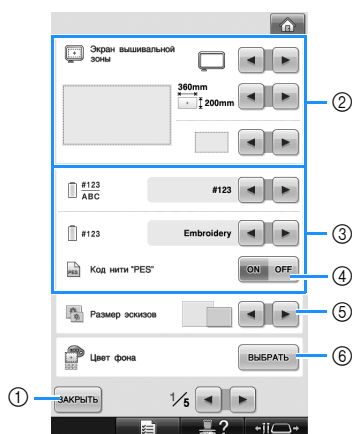 Экран вышивальной
зоны
360mm
200mm
②
#123
ABC
#123
#123
Embroidery
③
PES
Код нити "PES"
ON OFF
④
Размер эскизов
⑤
Цвет фона
ВЫБРАТЬ
⑥
①
ЗАКРЫТЬ
1/5
?